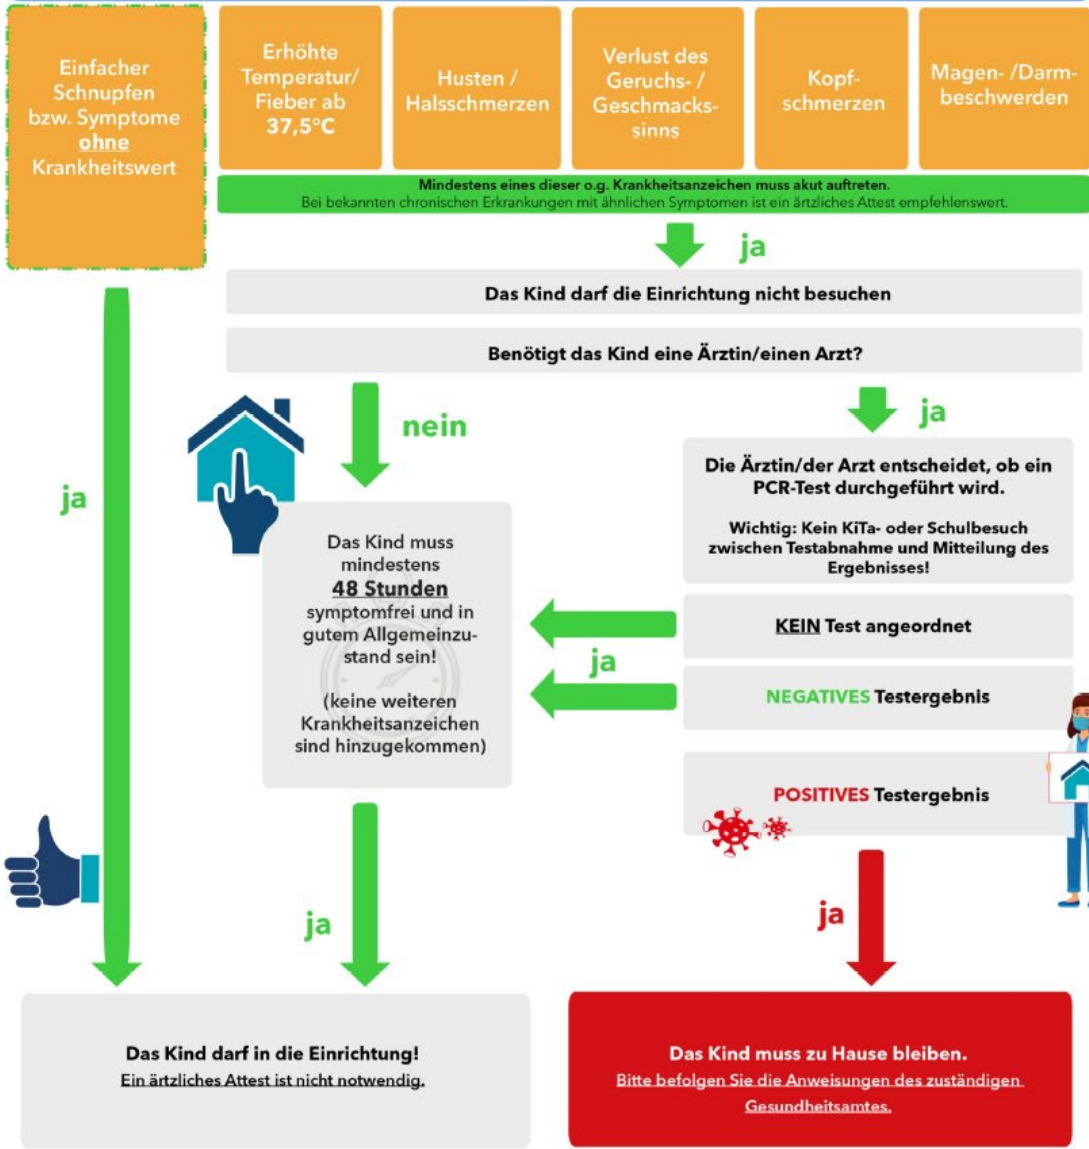 Einfacher
Schnupfen
bzw. Symptome
ohne
Krankheitswert
Erhöhte
Temperatur/
Fieber ab
37,5°C
Husten /
Halsschmerzen
Verlust des
Geruchs- /
Geschmacks-
sinns
Kopf-
schmerzen
Magen- /Darm-
beschwerden
Mindestens eines dieser o.g. Krankheitsanzeichen muss akut auftreten.
Bei bekannten chronischen Erkrankungen mit ähnlichen Symptomen ist ein ärtzliches Attest empfehlenswert.
ja
Das Kind darf die Einrichtung nicht besuchen
Benötigt das Kind eine Ärztin/einen Arzt?
nein
ja
ja
Die Ärztin/der Arzt entscheidet, ob ein
PCR-Test durchgeführt wird.
Wichtig: Kein KiTa- oder Schulbesuch
zwischen Testabnahme und Mitteilung des
Ergebnisses!
Das Kind muss
mindestens
48 Stunden
symptomfrei und in
gutem Allgemeinzu-
stand sein!
(keine weiteren
Krankheitsanzeichen
sind hinzugekommen)
KEIN Test angeordnet
ja
NEGATIVES Testergebnis
POSITIVES Testergebnis
ja
ja
Das Kind darf in die Einrichtung!
Ein ärtzliches Attest ist nicht notwendig.
Das Kind muss zu Hause bleiben.
Bitte befolgen Sie die Anweisungen des zuständigen
Gesundheitsamtes.